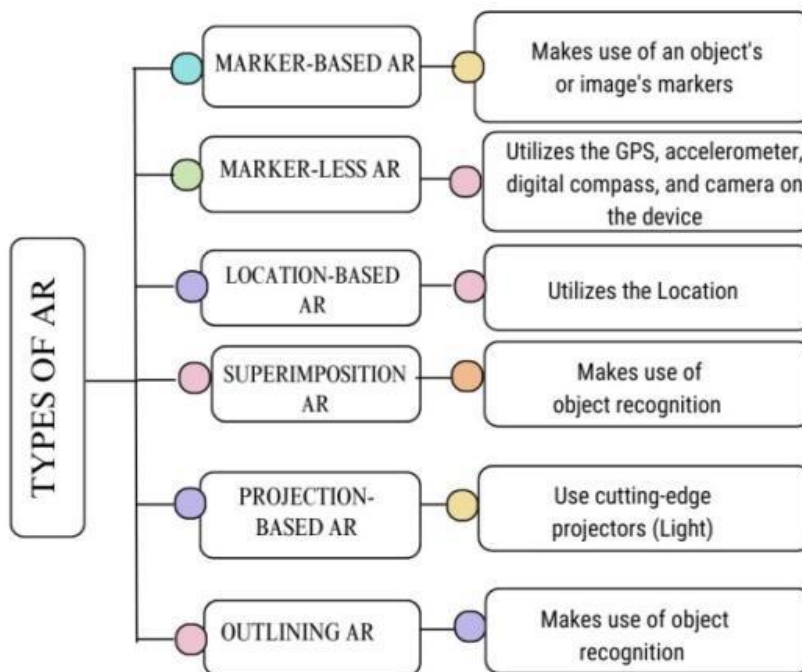 TYPES OF AR
MARKER-BASED AR
Makes use of an object's
or image's markers
MARKER-LESS AR
Utilizes the GPS, accelerometer,
digital compass, and camera on
the device
LOCATION-BASED
AR
Utilizes the Location
SUPERIMPOSITION
AR
Makes use of
object recognition
PROJECTION-
BASED AR
Use cutting-edge
projectors (Light)
OUTLINING AR
Makes use of object
recognition